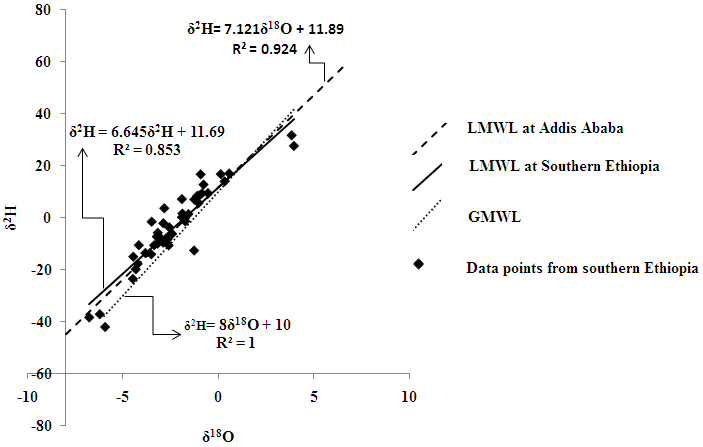 80
δ²H= 7.121δ¹⁸O + 11.89
R² = 0.924
60
40
δ²H = 6.645δ²H + 11.69
R² = 0.853
20
0
-20
-40
-60
-80
δ²H
δ²H= 8δ¹⁸O + 10
R² = 1
-10
-5
0
5
10
δ¹⁸O
LMWL at Addis Ababa
LMWL at Southern Ethiopia
GMWL
Data points from southern Ethiopia